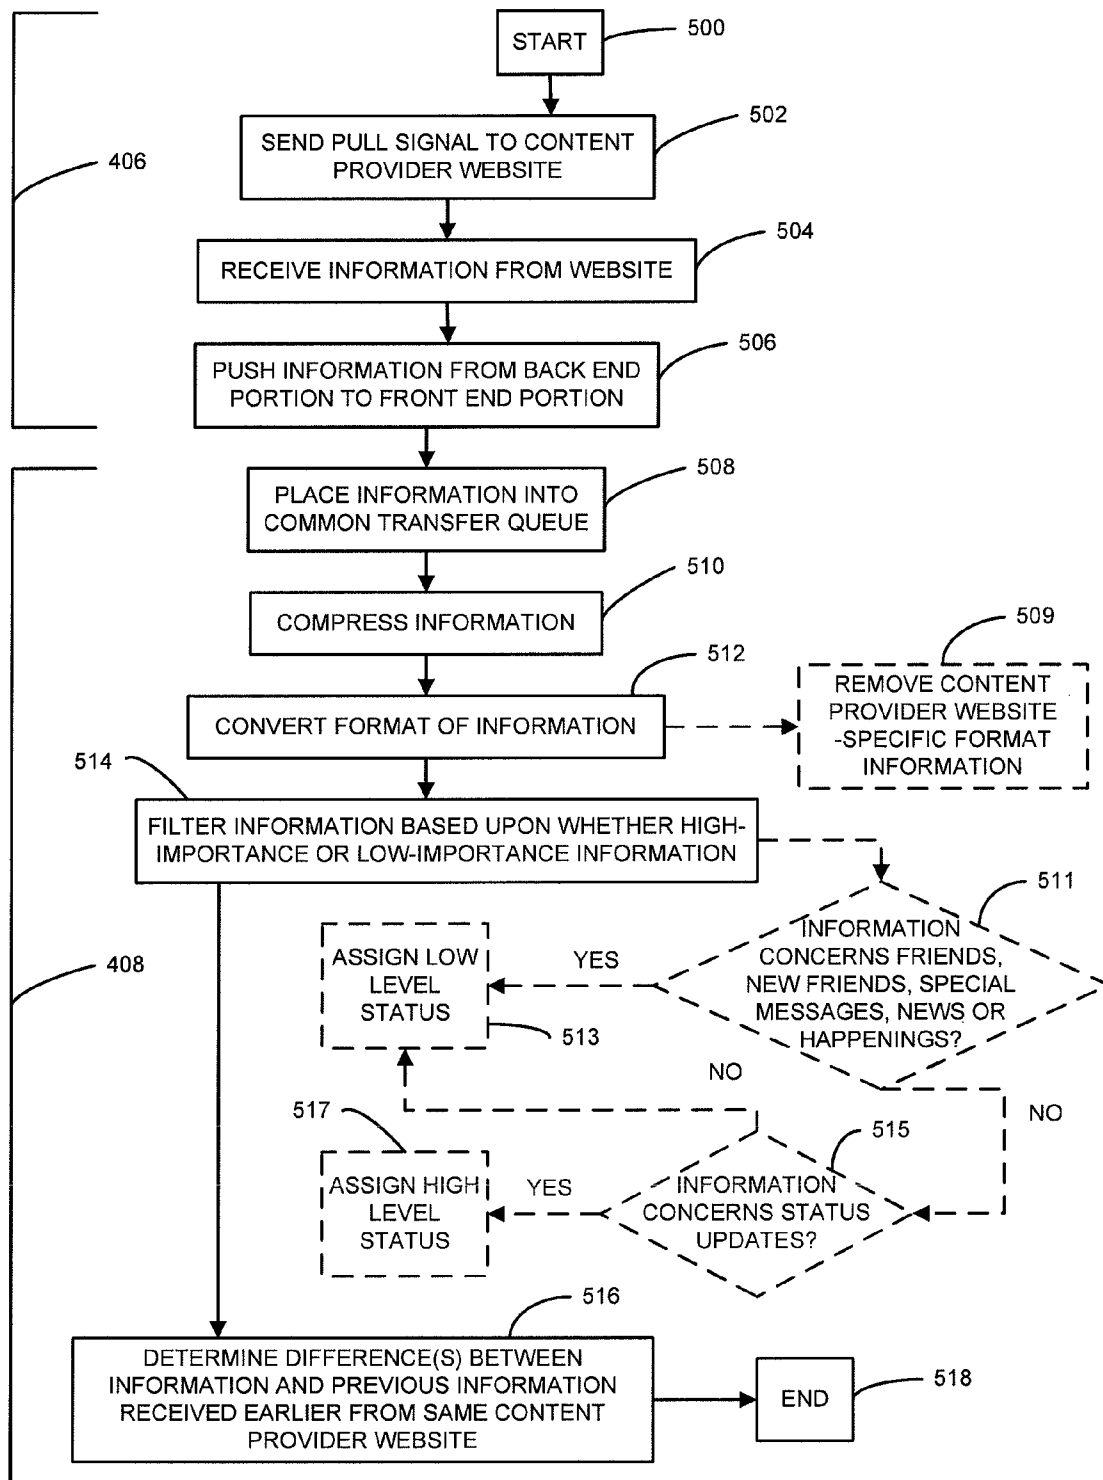 START
500
SEND PULL SIGNAL TO CONTENT
PROVIDER WEBSITE
502
406
RECEIVE INFORMATION FROM WEBSITE
504
PUSH INFORMATION FROM BACK END
PORTION TO FRONT END PORTION
506
PLACE INFORMATION INTO
COMMON TRANSFER QUEUE
508
COMPRESS INFORMATION
510
CONVERT FORMAT OF INFORMATION
512
REMOVE CONTENT
PROVIDER WEBSITE
-SPECIFIC FORMAT
INFORMATION
509
514
FILTER INFORMATION BASED UPON WHETHER HIGH-
IMPORTANCE OR LOW-IMPORTANCE INFORMATION
511
INFORMATION
CONCERNS FRIENDS,
NEW FRIENDS, SPECIAL
MESSAGES, NEWS OR
HAPPENINGS?
YES
ASSIGN LOW
LEVEL
STATUS
513
408
NO
NO
515
INFORMATION
CONCERNS STATUS
UPDATES?
YES
517
ASSIGN HIGH
LEVEL
STATUS
516
DETERMINE DIFFERENCE(S) BETWEEN
INFORMATION AND PREVIOUS INFORMATION
RECEIVED EARLIER FROM SAME CONTENT
PROVIDER WEBSITE
END
518